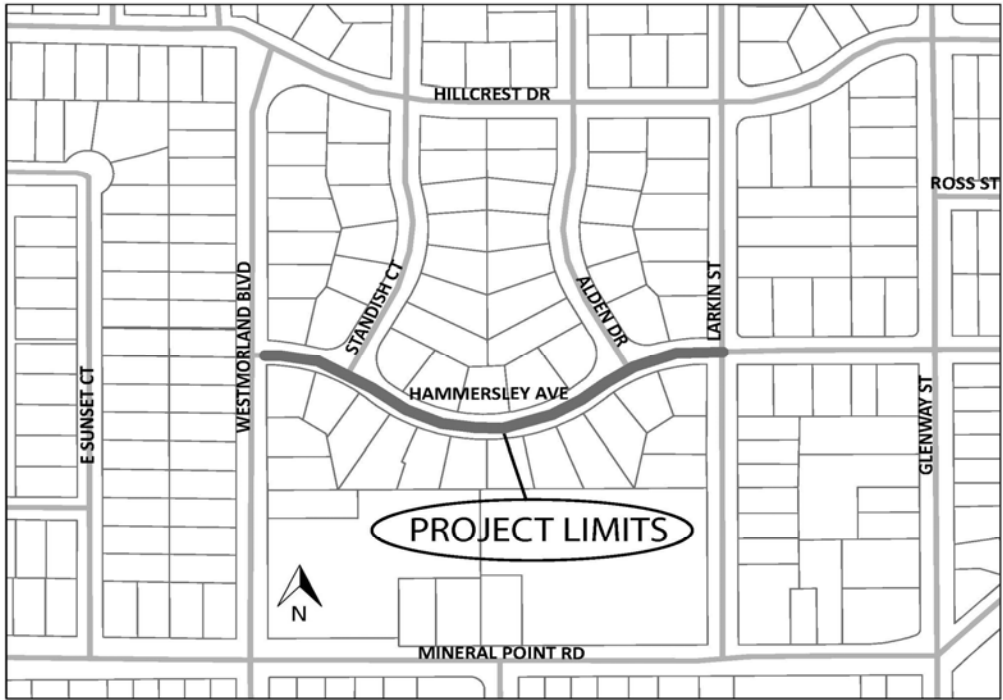 HILLCREST DR
ROSS ST
WESTMORLAND BLVD
STANDISH CT
ALDEN DR
LARKIN ST
E SUNSET CT
HAMMERSLEY AVE
GLENWAY ST
PROJECT LIMITS
N
MINERAL POINT RD